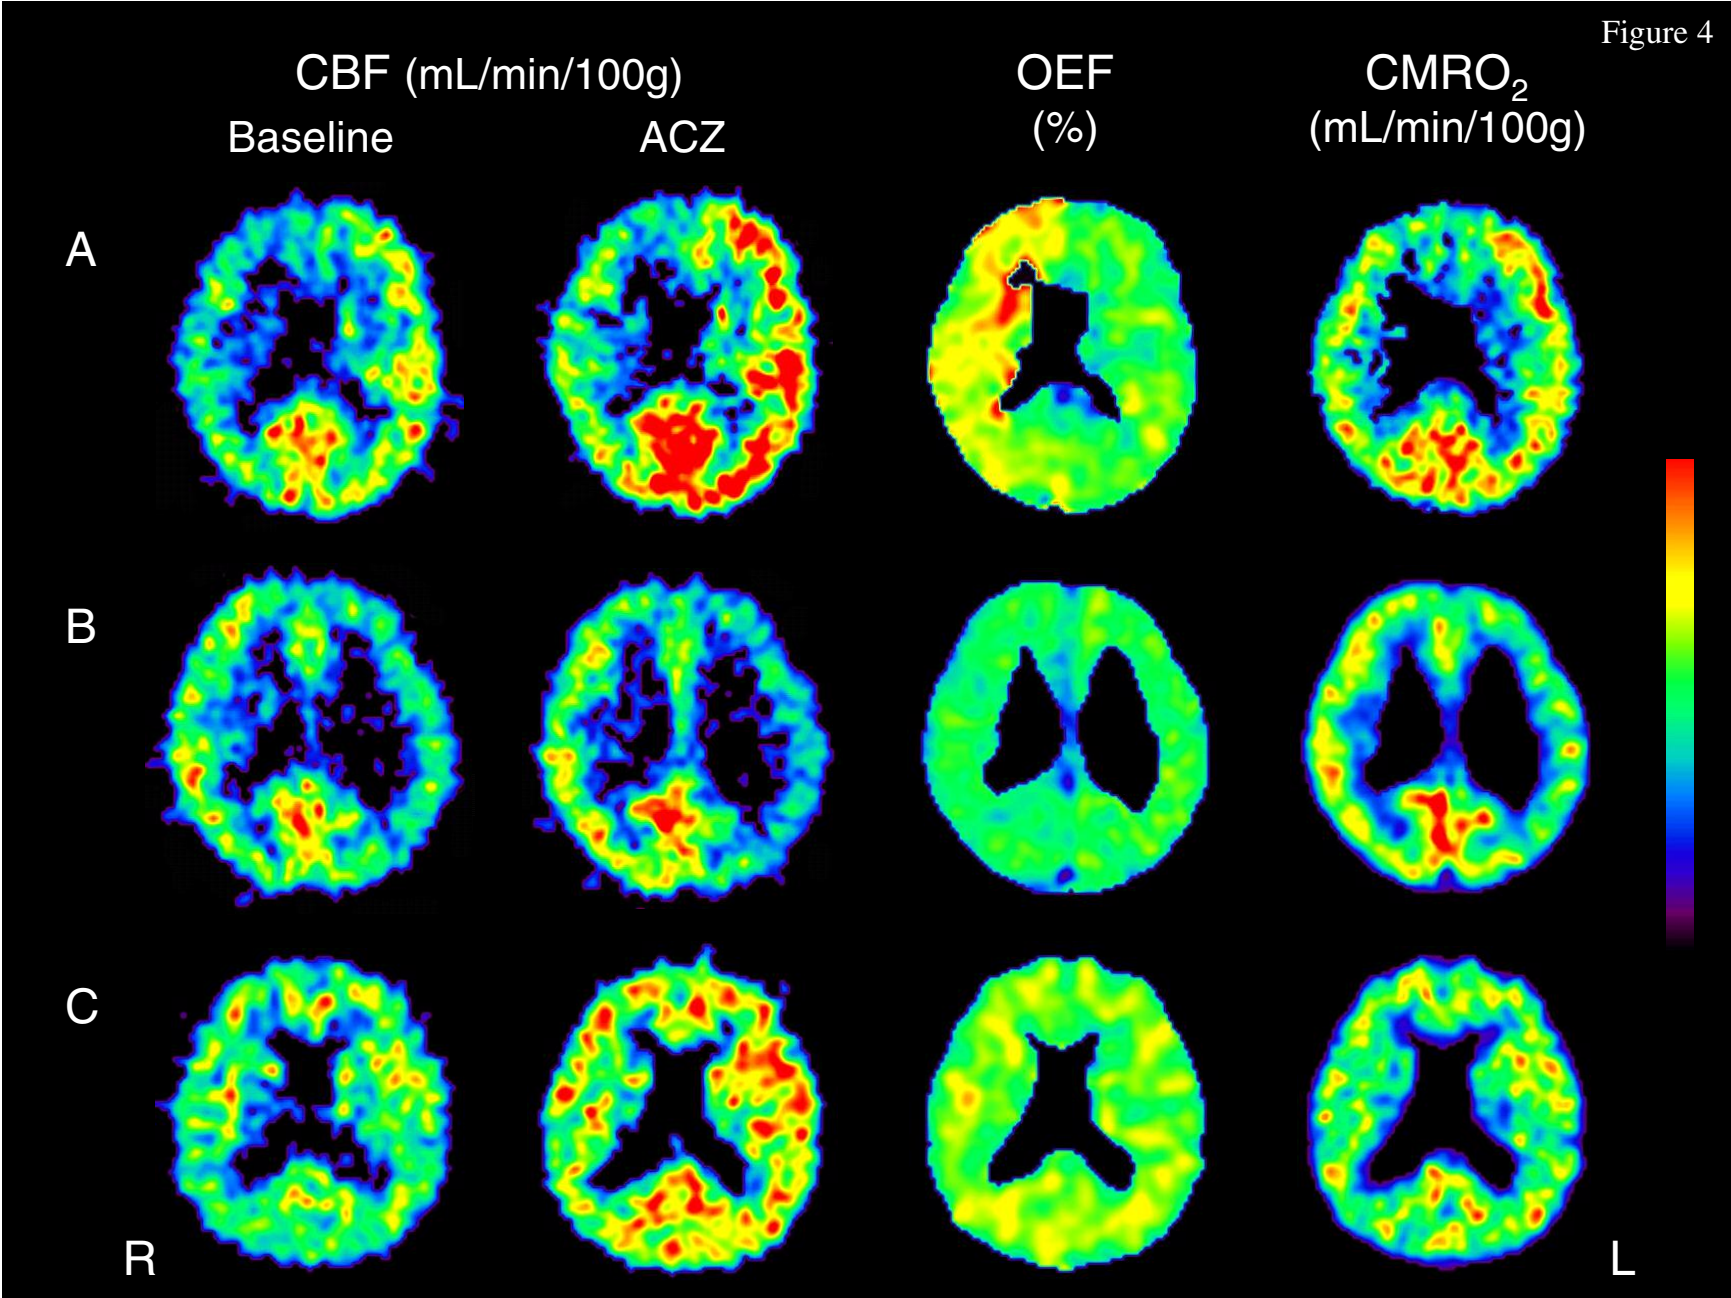 Figure 4
CBF (mL/min/100g)
OEF
CMRO₂
(%)
(mL/min/100g)
Baseline
ACZ
A
B
C
R
L